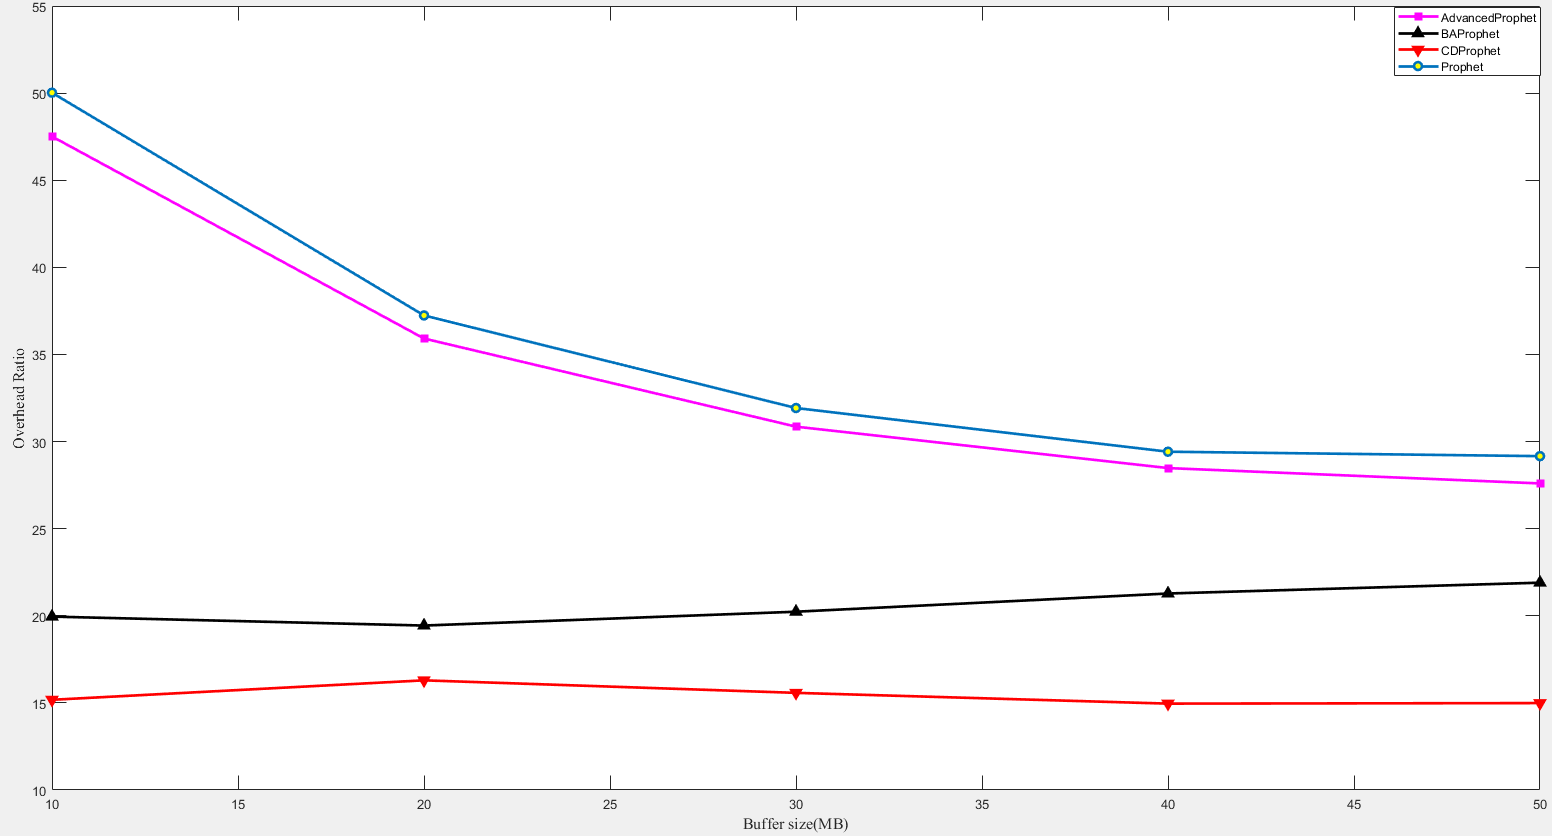 55
50
45
40
35
30
25
20
15
10
10 15 20 25 30 35 40 45 50
Overhead Ratio
Buffer size(MB)
AdvancedProphet
BAProphet
CDProphet
Prophet